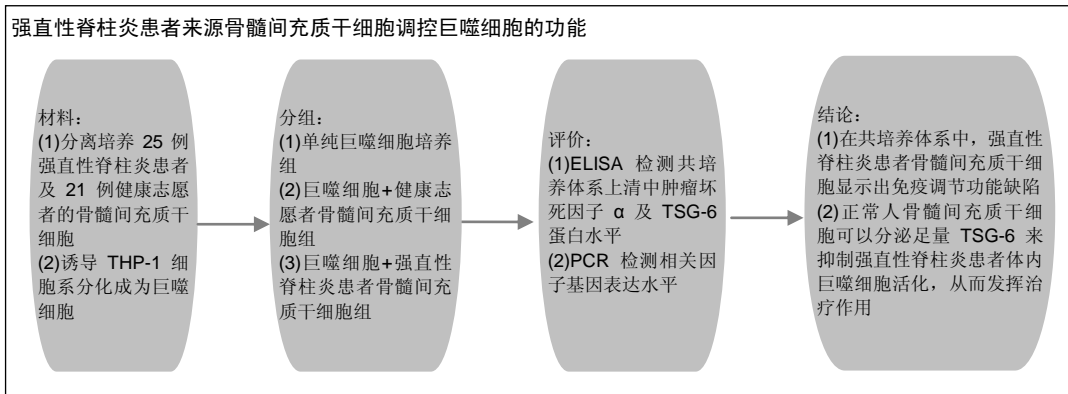 强直性脊柱炎患者来源骨髓间充质干细胞调控巨噬细胞的功能
材料：
(1)分离培养 25 例
强直性脊柱炎患者
及 21 例健康志愿
者的骨髓间充质干
细胞
(2)诱导 THP-1 细
胞系分化成为巨噬
细胞
分组：
(1)单纯巨噬细胞培养
组
(2)巨噬细胞+健康志
愿者骨髓间充质干细
胞组
(3)巨噬细胞+强直性
脊柱炎患者骨髓间充
质干细胞组
评价：
(1)ELISA 检测共培
养体系上清中肿瘤坏
死因子 α 及 TSG-6
蛋白水平
(2)PCR 检测相关因
子基因表达水平
结论：
(1)在共培养体系中，强直性
脊柱炎患者骨髓间充质干细
胞显示出免疫调节功能缺陷
(2)正常人骨髓间充质干细
胞可以分泌足量 TSG-6 来
抑制强直性脊柱炎患者体内
巨噬细胞活化，从而发挥治
疗作用